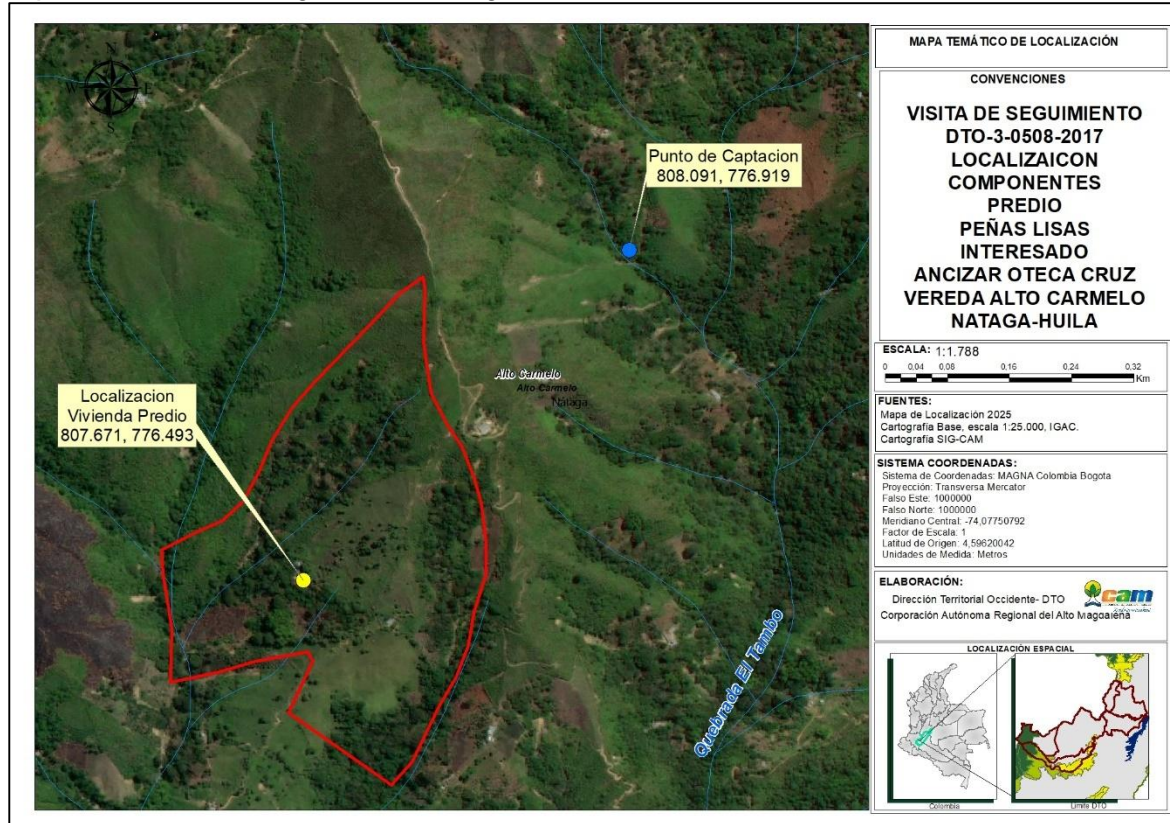 N
W
E
S
Punto de Captacion
808.091, 776.919
Alto Carmelo
Alto Carmelo
Nátaga
Localizacion
Vivienda Predio
807.671, 776.493
Quebrada El Tambo
MAPA TEMÁTICO DE LOCALIZACIÓN
CONVENCIONES
VISITA DE SEGUIMIENTO
DTO-3-0508-2017
LOCALIZAICON
COMPONENTES
PREDIO
PEÑAS LISAS
INTERESADO
ANCIZAR OTECA CRUZ
VEREDA ALTO CARMELO
NATAGA-HUILA
ESCALA: 1:1.788
0 0,04 0,08 0,16 0,24 0,32
Km
FUENTES:
Mapa de Localización 2025
Cartografía Base, escala 1:25.000, IGAC.
Cartografía SIG-CAM
SISTEMA COORDENADAS:
Sistema de Coordenadas: MAGNA Colombia Bogota
Proyección: Transversa Mercator
Falso Este: 1000000
Falso Norte: 1000000
Meridiano Central: -74,07750792
Factor de Escala: 1
Latitud de Origen: 4,59620042
Unidades de Medida: Metros
ELABORACIÓN:
Dirección Territorial Occidente- DTO
cam
Corporación Autónoma Regional del Alto Magdalena
LOCALIZACIÓN ESPACIAL
Colombia
Limite DTO